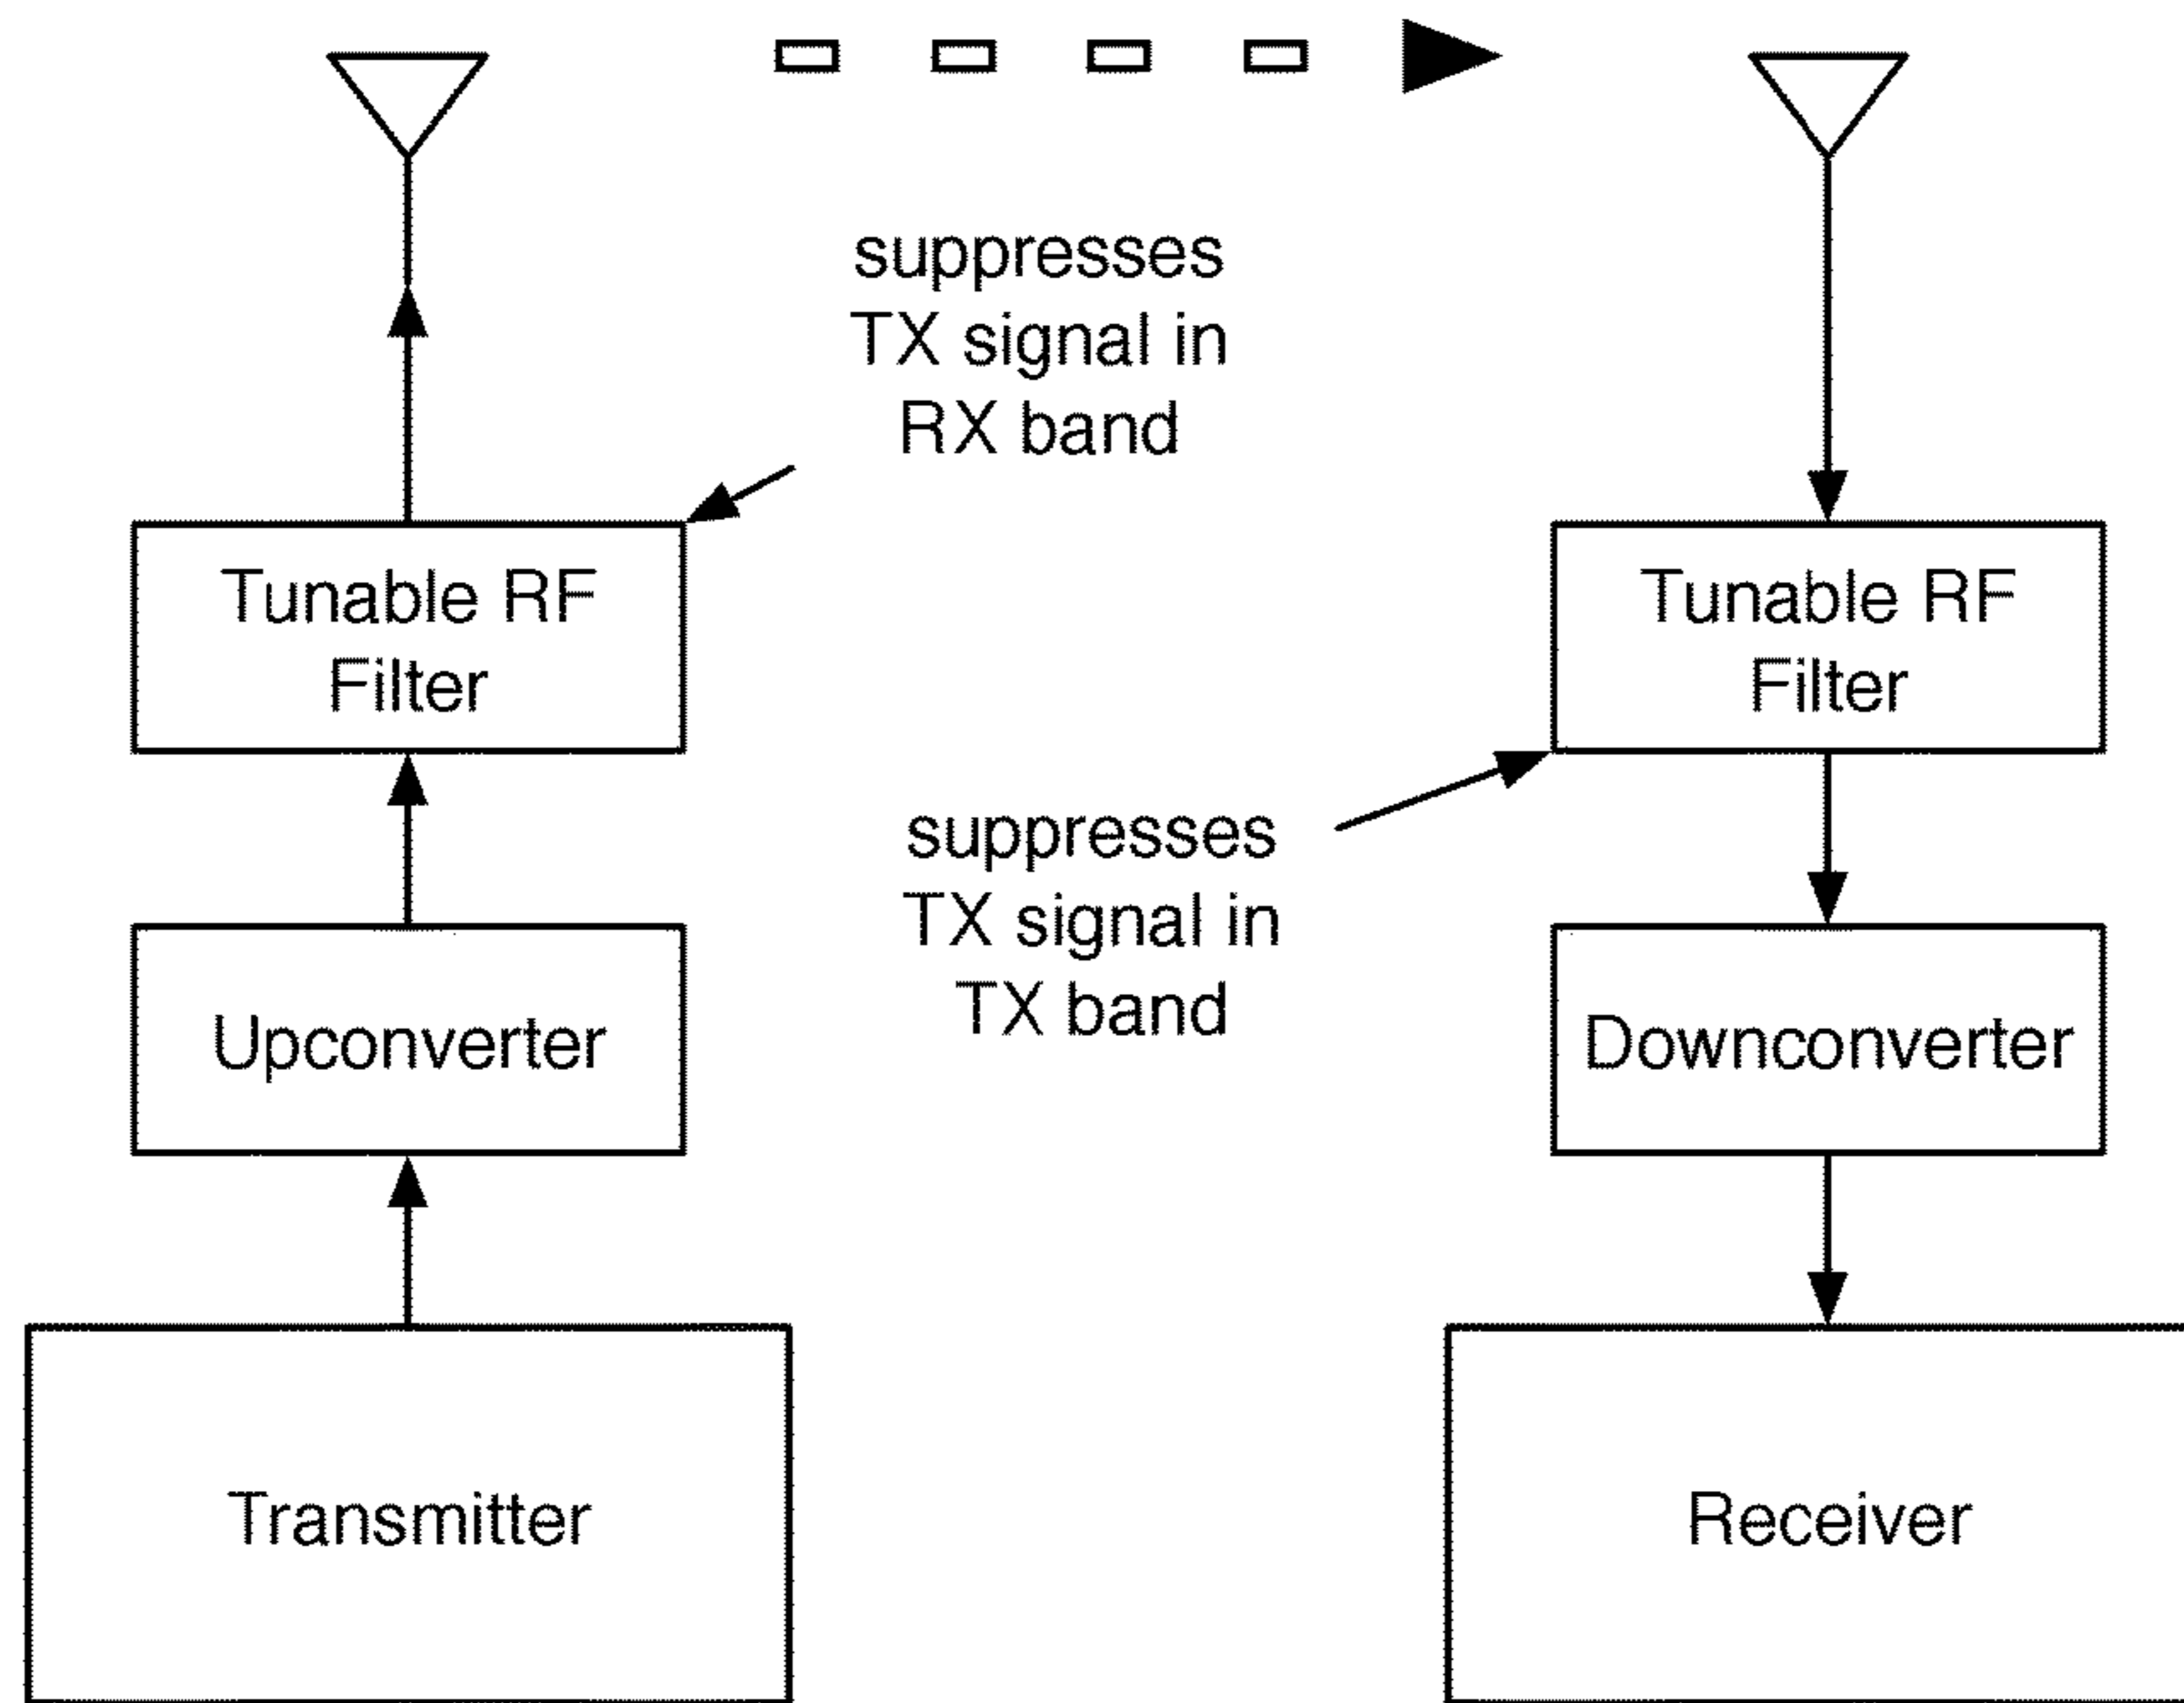 suppresses
TX signal in
RX band
Tunable RF
Filter
Tunable RF
Filter
suppresses
TX signal in
TX band
Upconverter
Downconverter
Transmitter
Receiver